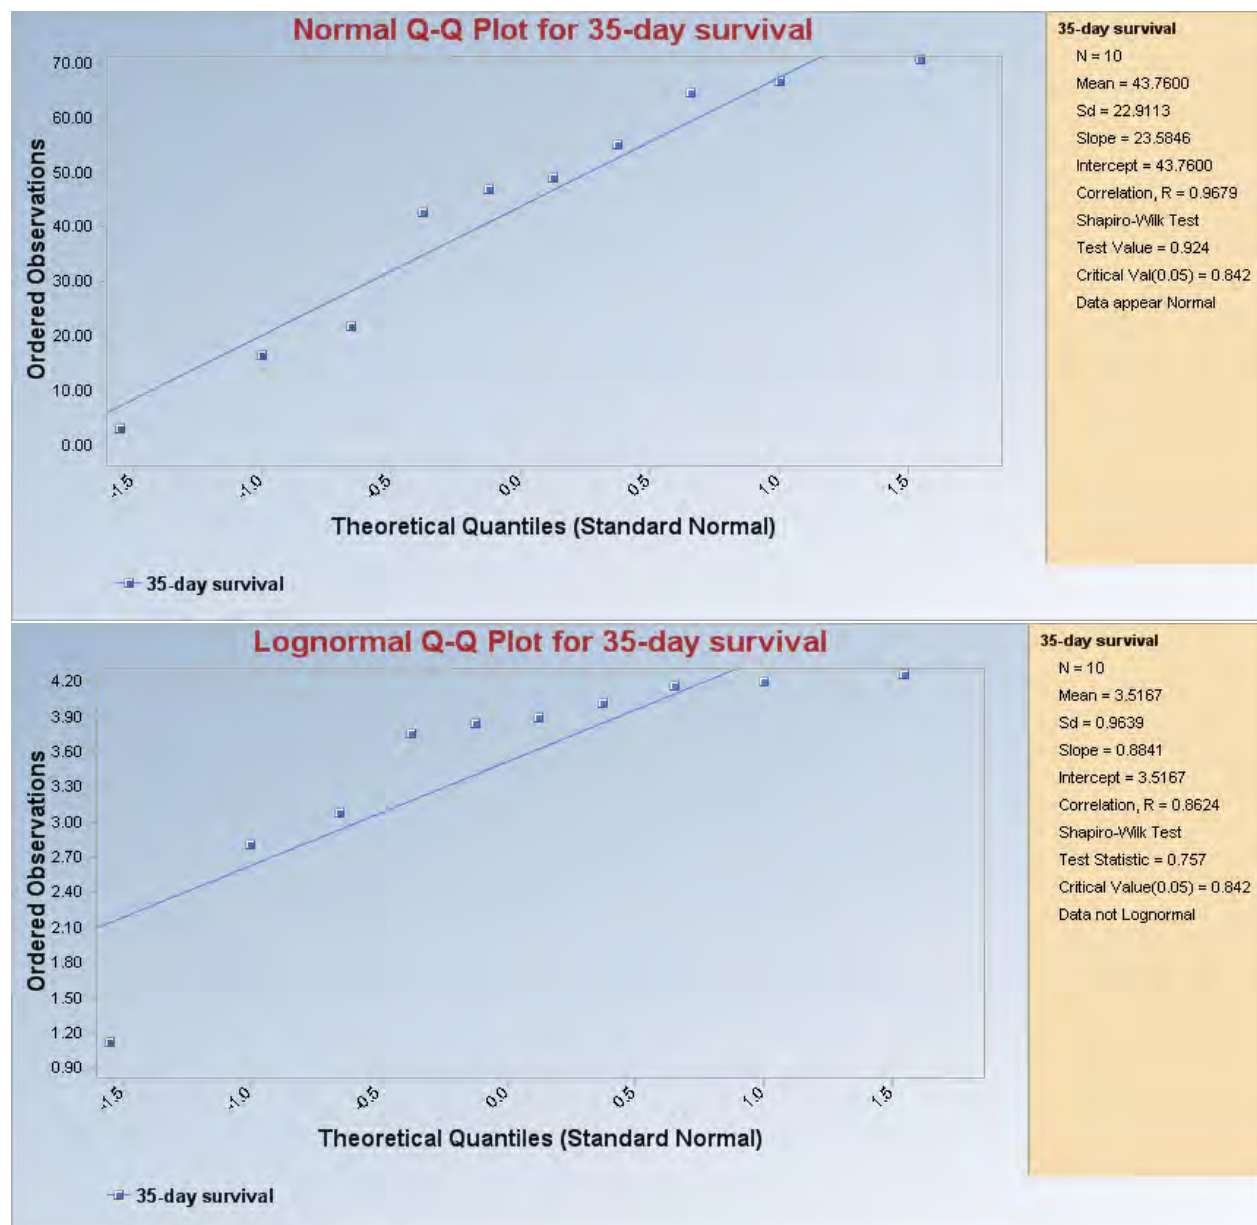 Normal Q-Q Plot for 35-day survival
Ordered Observations
70.00
60.00
50.00
40.00
30.00
20.00
10.00
0.00
-1.5
-1.0
-0.5
0.0
0.5
1.0
1.5
Theoretical Quantiles (Standard Normal)
35-day survival
35-day survival
N = 10
Mean = 43.7600
Sd = 22.9113
Slope = 23.5846
Intercept = 43.7600
Correlation, R = 0.9679
Shapiro-Wilk Test
Test Value = 0.924
Critical Val(0.05) = 0.842
Data appear Normal
Lognormal Q-Q Plot for 35-day survival
Ordered Observations
4.20
3.90
3.60
3.30
3.00
2.70
2.40
2.10
1.80
1.50
1.20
0.90
-1.5
-1.0
-0.5
0.0
0.5
1.0
1.5
Theoretical Quantiles (Standard Normal)
35-day survival
35-day survival
N = 10
Mean = 3.5167
Sd = 0.9639
Slope = 0.8841
Intercept = 3.5167
Correlation, R = 0.8624
Shapiro-Wilk Test
Test Statistic = 0.757
Critical Value(0.05) = 0.842
Data not Lognormal